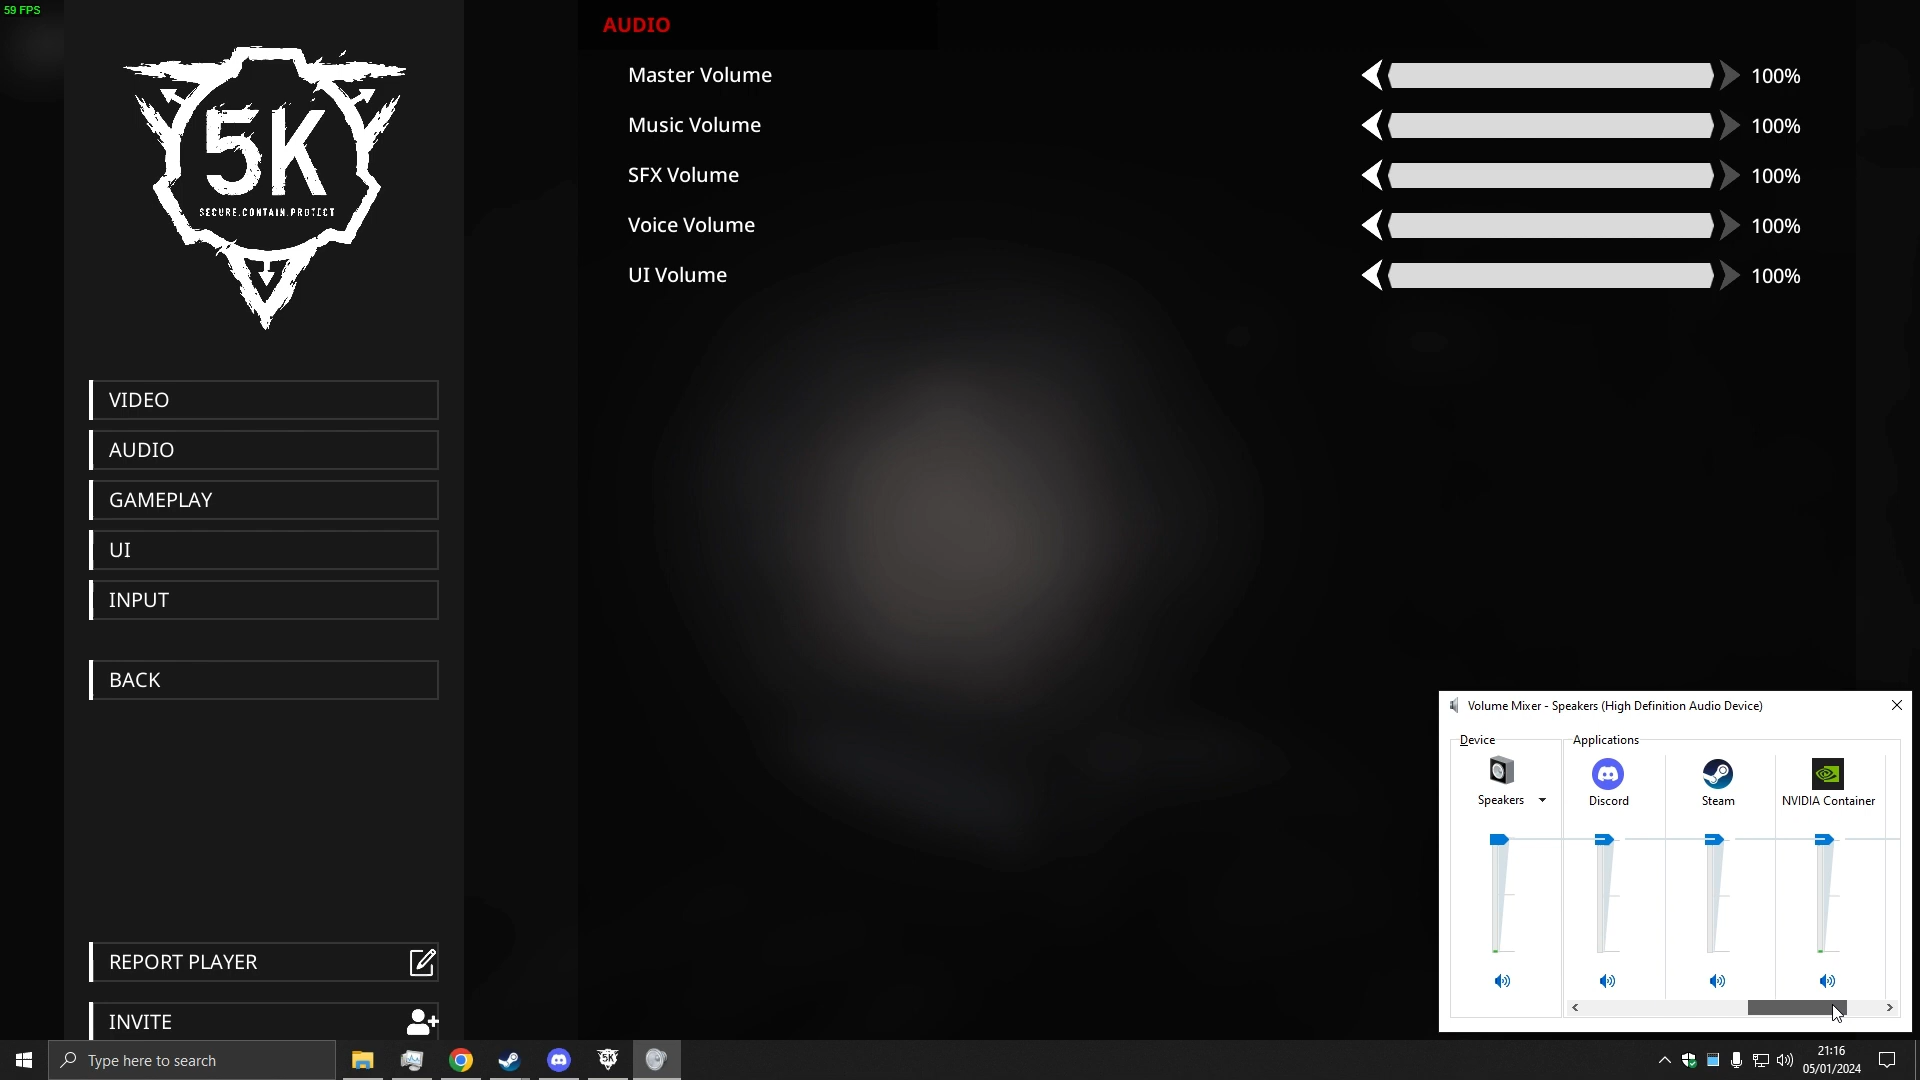 59 FPS
5K
SECURE.CONTAIN.PROTECT
VIDEO
AUDIO
GAMEPLAY
UI
INPUT
BACK
REPORT PLAYER
INVITE
AUDIO
Master Volume 100%
Music Volume 100%
SFX Volume 100%
Voice Volume 100%
UI Volume 100%
Volume Mixer - Speakers (High Definition Audio Device)
Device
Applications
Speakers
Discord
Steam
NVIDIA Container
Type here to search
5K
21:16
05/01/2024